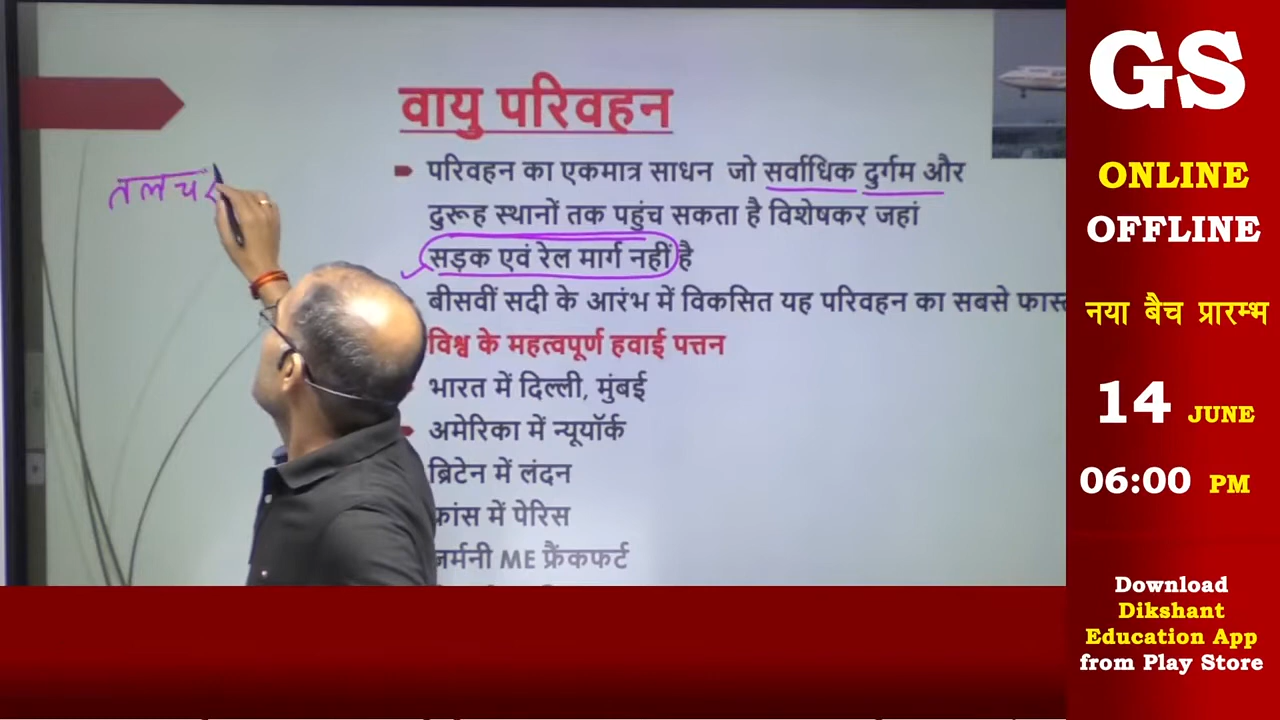 वायु परिवहन
परिवहन का एकमात्र साधन जो सर्वाधिक दुर्गम और
दुरूह स्थानों तक पहुंच सकता है विशेषकर जहां
सड़क एवं रेल मार्ग नहीं है
बीसवीं सदी के आरंभ में विकसित यह परिवहन का सबसे
विश्व के महत्वपूर्ण हवाई पत्तन
भारत में दिल्ली, मुंबई
अमेरिका में न्यूयॉर्क
ब्रिटेन में लंदन
फ्रांस में पेरिस
जर्मनी ME फ्रैंकफर्ट
GS
ONLINE
OFFLINE
नया बैच प्रारम्भ
14 JUNE
06:00 PM
Download
Dikshant
Education App
from Play Store